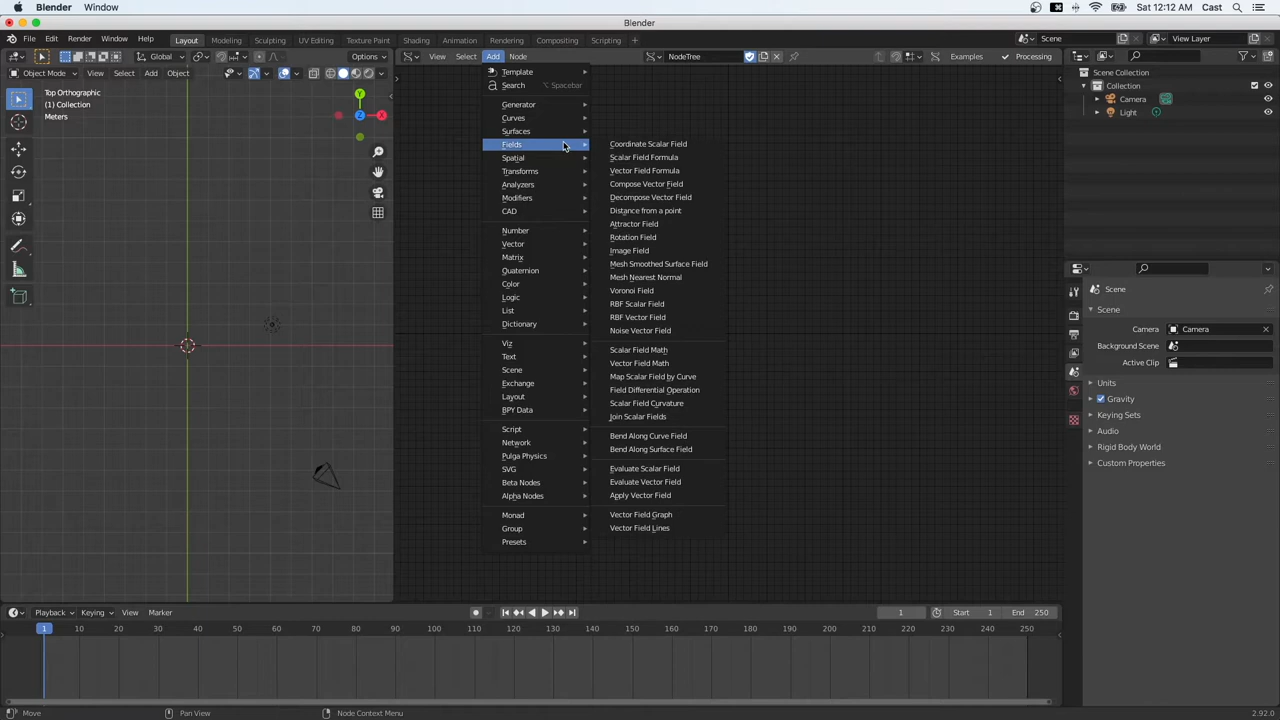 Blender Window
Sat 12:12 AM Cast
Blender
File Edit Render Window Help Layout Modeling Sculpting UV Editing Texture Paint Shading Animation Compositing Rendering Scripting + Scene View Layer
Global Options View Select Add Node NodeTree Examples Processing
Object Mode View Select Add Object
Top Orthographic
(1) Collection
Meters
Y
Z
X
Template
Search Spacebar
Generator
Curves
Surfaces
Fields
Spatial
Transforms
Analyzers
Modifiers
CAD
Number
Vector
Matrix
Quaternion
Color
Logic
List
Dictionary
Viz
Text
Scene
Exchange
Layout
BPY Data
Script
Network
Pulga Physics
SVG
Beta Nodes
Alpha Nodes
Monad
Group
Presets
Coordinate Scalar Field
Scalar Field Formula
Vector Field Formula
Compose Vector Field
Decompose Vector Field
Distance from a point
Attractor Field
Rotation Field
Image Field
Mesh Smoothed Surface Field
Mesh Nearest Normal
Voronoi Field
RBF Scalar Field
RBF Vector Field
Noise Vector Field
Scalar Field Math
Vector Field Math
Map Scalar Field by Curve
Field Differential Operation
Scalar Field Curvature
Join Scalar Fields
Bend Along Curve Field
Bend Along Surface Field
Evaluate Scalar Field
Evaluate Vector Field
Apply Vector Field
Vector Field Graph
Vector Field Lines
Scene Collection
Collection
Camera
Light
Scene
Scene
Camera Camera
Background Scene
Active Clip
Units
Gravity
Keying Sets
Audio
Rigid Body World
Custom Properties
Playback Keying View Marker 1 Start 1 End 250
1 10 20 30 40 50 60 70 80 90 100 110 120 130 140 150 160 170 180 190 200 210 220 230 240 250
Move Pan View Node Context Menu 2.92.0